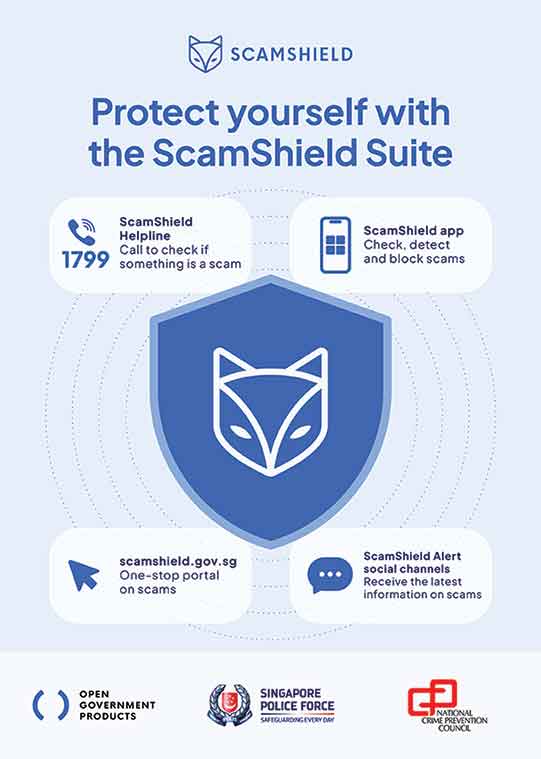 SCAMSHIELD
Protect yourself with
the ScamShield Suite
1799
ScamShield
Helpline
Call to check if
something is a scam
ScamShield app
Check, detect
and block scams
scamshield.gov.sg
One-stop portal
on scams
ScamShield Alert
social channels
Receive the latest
information on scams
OPEN
GOVERNMENT
PRODUCTS
SINGAPORE
POLICE FORCE
SAFEGUARDING EVERY DAY
NATIONAL
CRIME PREVENTION
COUNCIL